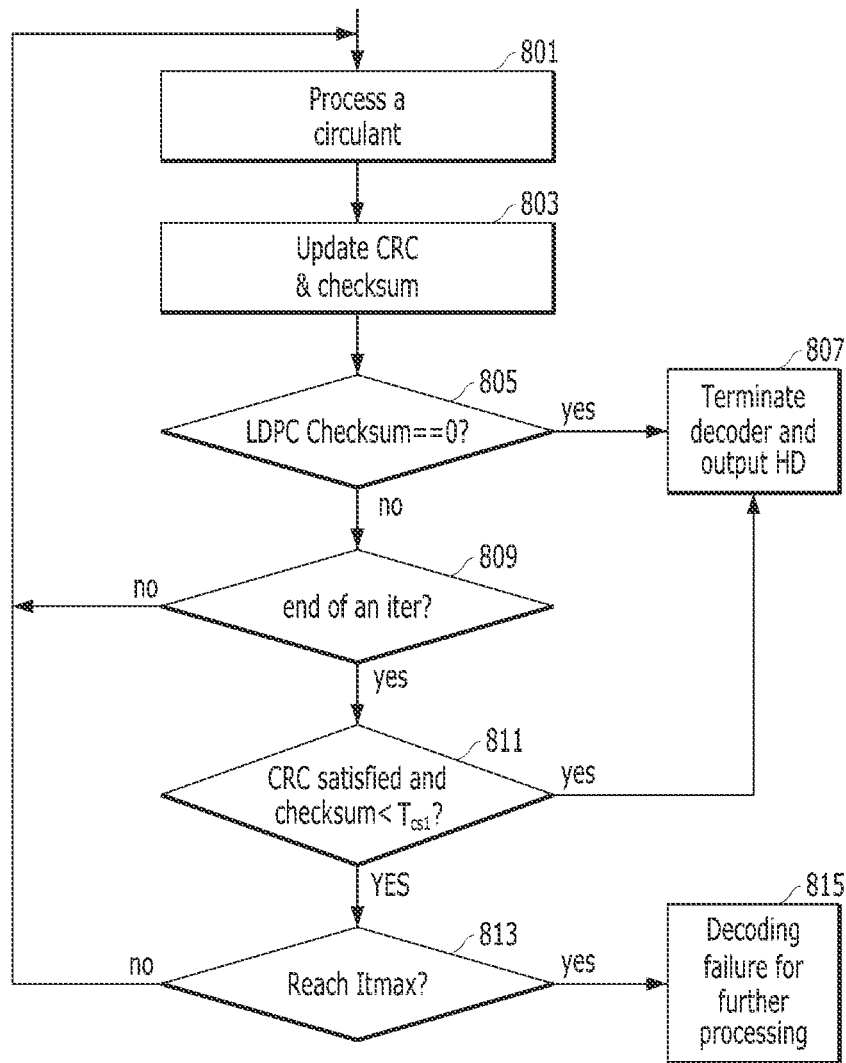 801
Process a
circulant
803
Update CRC
& checksum
805
LDPC Checksum==0?
yes
807
Terminate
decoder and
output HD
no
809
no
end of an iter?
yes
811
CRC satisfied and
checksum< Tcs1?
yes
YES
813
no
Reach Itmax?
yes
815
Decoding
failure for
further
processing